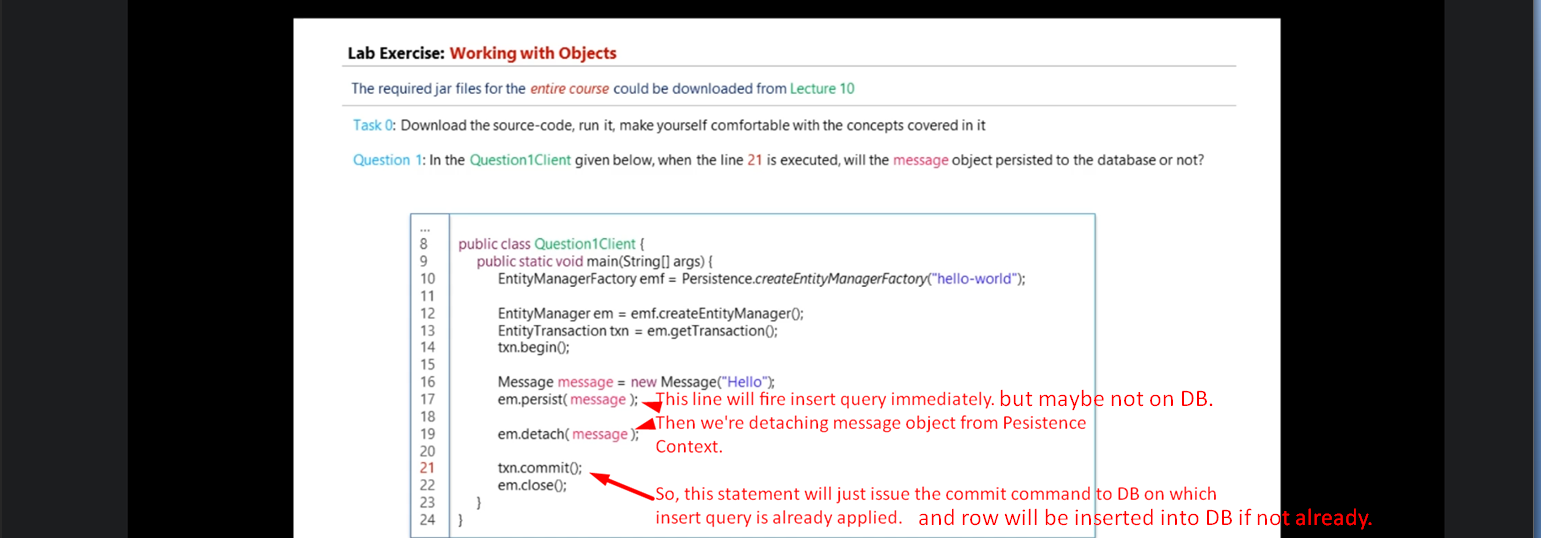 Lab Exercise: Working with Objects
The required jar files for the entire course could be downloaded from Lecture 10
Task 0: Download the source-code, run it, make yourself comfortable with the concepts covered in it
Question 1: In the Question1Client given below, when the line 21 is executed, will the message object persisted to the database or not?
...
8 public class Question1Client {
9 public static void main(String[] args) {
10 EntityManagerFactory emf = Persistence.createEntityManagerFactory("hello-world");
11
12 EntityManager em = emf.createEntityManager();
13 EntityTransaction txn = em.getTransaction();
14 txn.begin();
15
16 Message message = new Message("Hello");
17 em.persist( message ); This line will fire insert query immediately. but maybe not on DB.
18
Then we're detaching message object from Pesistence
19 em.detach( message );
Context.
20
21 txn.commit();
22 em.close();
So, this statement will just issue the commit command to DB on which
23 }
insert query is already applied. and row will be inserted into DB if not already.
24 }